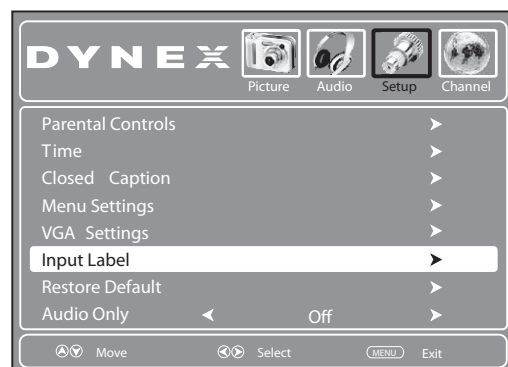 DYNEX
Picture Audio Setup Channel
Parental Controls
Time
Closed Caption
Menu Settings
VGA Settings
Input Label
Restore Default
Audio Only Off
Move Select MENU Exit